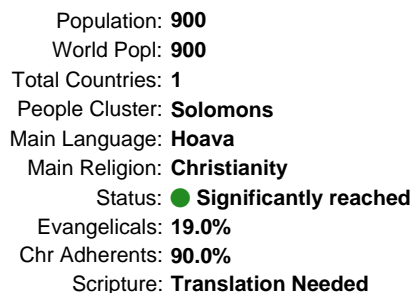 Population: 900
World Popl: 900
Total Countries: 1
People Cluster: Solomons
Main Language: Hoava
Main Religion: Christianity
Status: Significantly reached
Evangelicals: 19.0%
Chr Adherents: 90.0%
Scripture: Translation Needed